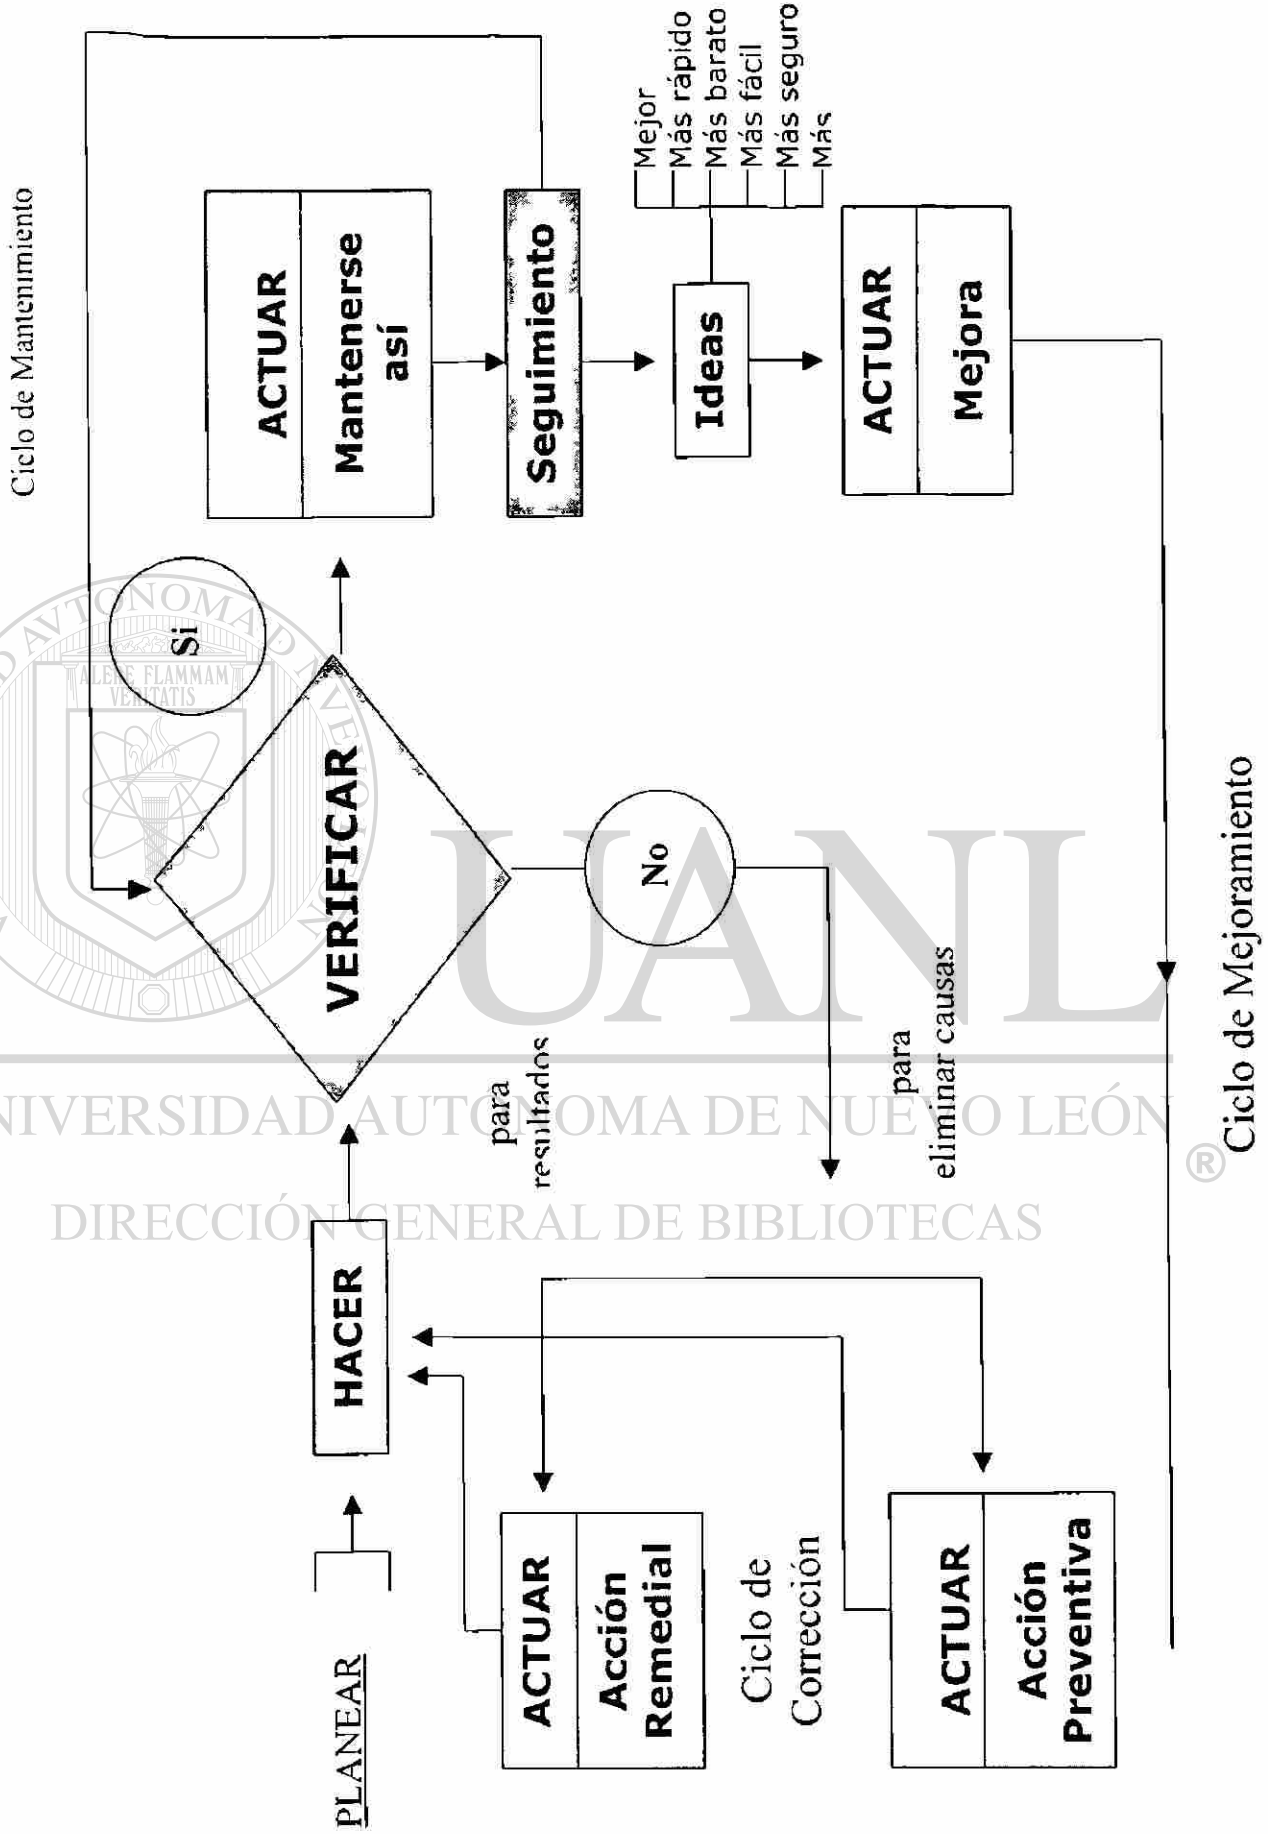 Ciclo de Mantenimiento
PLANEAR
HACER
VERIFICAR
Si
ACTUAR
Mantenerse
así
Seguimiento
No
para
resultados
para
eliminar causas
ACTUAR
Acción
Remedial
Ciclo de
Corrección
ACTUAR
Acción
Preventiva
Ideas
Mejor
Más rápido
Más barato
Más fácil
Más seguro
Más
ACTUAR
Mejora
Ciclo de Mejoramiento
ALERE FLAMMAM
VERITATIS
UANL
NIVERSIDAD AUTÓNOMA DE NUEVO LEÓN
®
DIRECCIÓN GENERAL DE BIBLIOTECAS